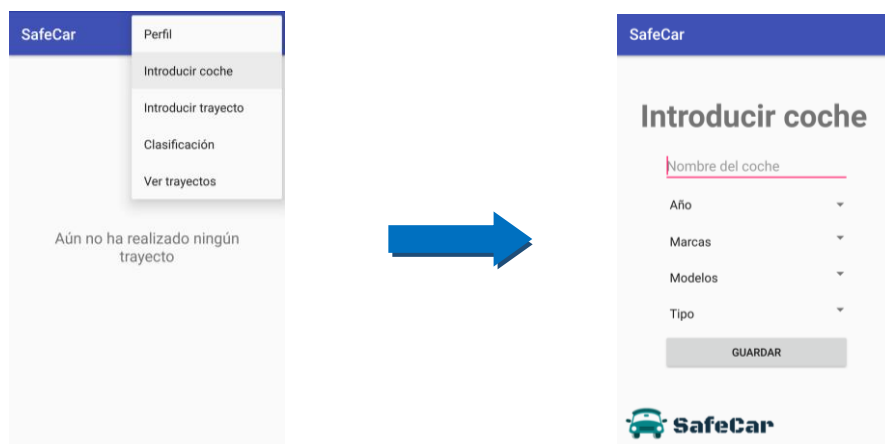 SafeCar
Perfil
Introducir coche
Introducir trayecto
Clasificación
Ver trayectos
Aún no ha realizado ningún
trayecto
SafeCar
Introducir coche
Nombre del coche
Año
Marcas
Modelos
Tipo
GUARDAR
SafeCar